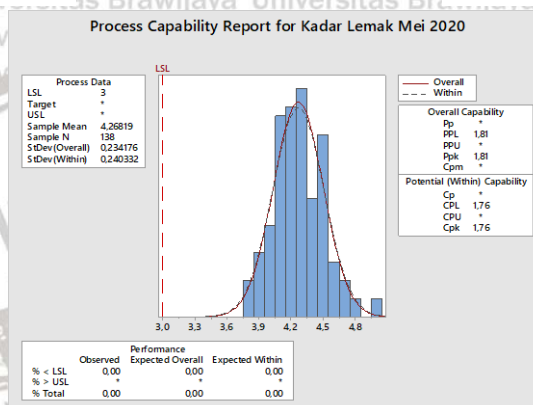 Universitas Brawijaya Universitas Brawijaya
Process Capability Report for Kadar Lemak Mei 2020
LSL
Process Data
LSL 3
Target *
USL *
Sample Mean 4,26819
Sample N 138
StDev(Overall) 0,234176
StDev(Within) 0,240332
Overall
Within
Overall Capability
Pp *
PPL 1,81
PPU *
Ppk 1,81
Cpm *
Potential (Within) Capability
Cp *
CPL 1,76
CPU *
Cpk 1,76
3,0 3,3 3,6 3,9 4,2 4,5 4,8
Performance
Observed Expected Overall Expected Within
% < LSL 0,00 0,00 0,00
% > USL * * *
% Total 0,00 0,00 0,00